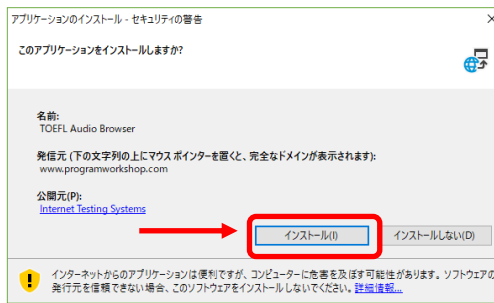 アプリケーションのインストール - セキュリティの警告
このアプリケーションをインストールしますか?
名前:
TOEFL Audio Browser
発信元 (下の文字列の上にマウス ポインターを置くと、完全なドメインが表示されます):
www.programworkshop.com
公開元(P):
Internet Testing Systems
インストール(I) インストールしない(D)
インターネットからのアプリケーションは便利ですが、コンピューターに危害を及ぼす可能性があります。ソフトウェアの
発行元を信頼できない場合、このソフトウェアをインストールしないでください。詳細情報...